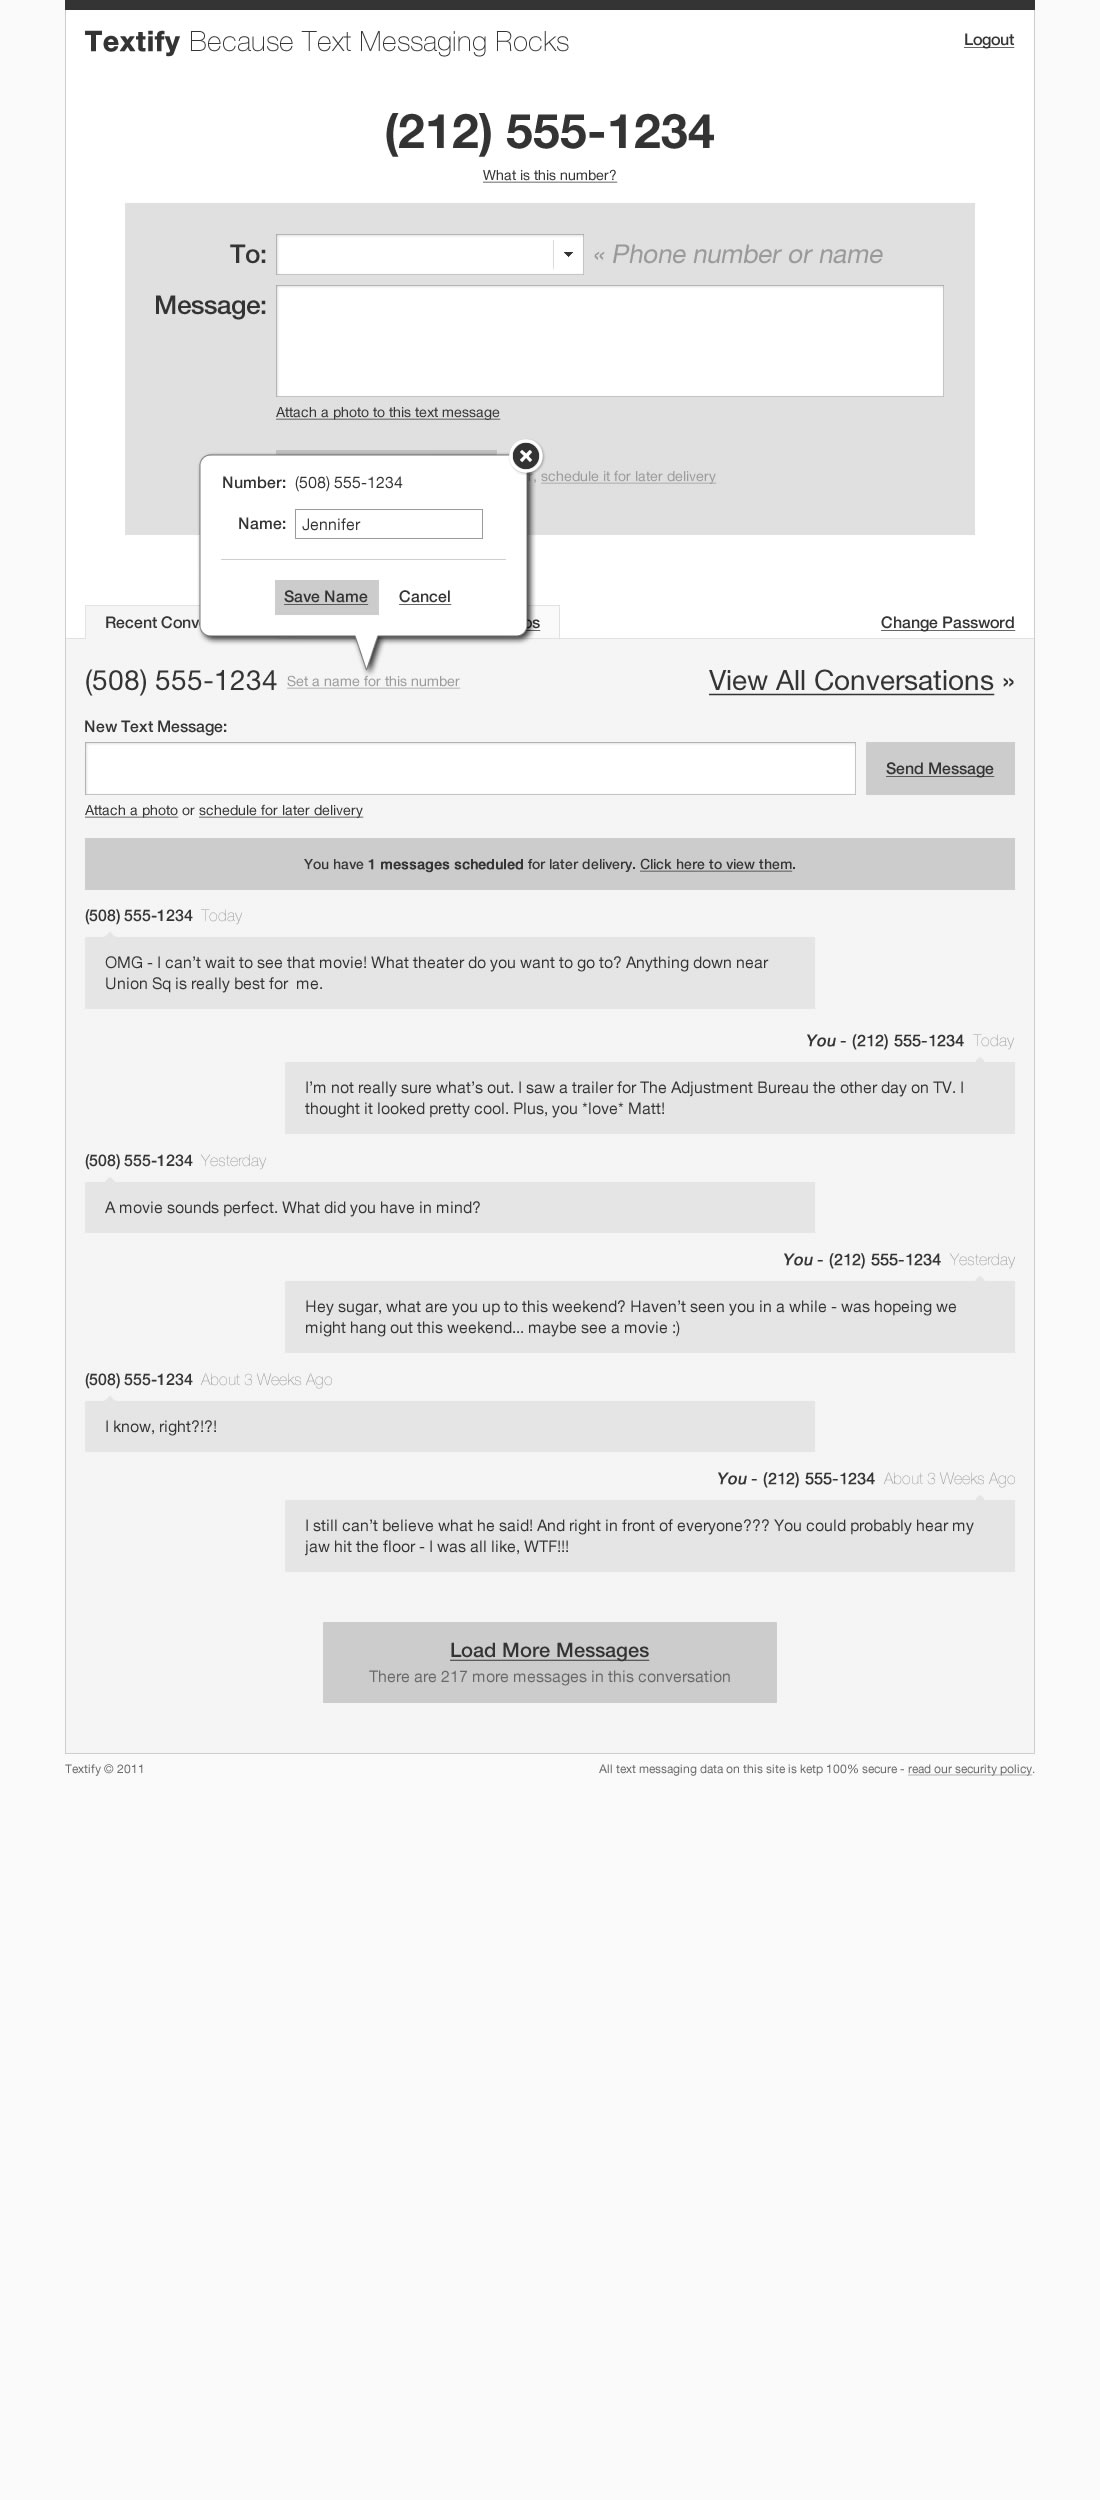 Textify Because Text Messaging Rocks
Logout
(212) 555-1234
What is this number?
To:
« Phone number or name
Message:
Attach a photo to this text message
, schedule it for later delivery
Number: (508) 555-1234
Name: Jennifer
Save Name Cancel
Recent Conv
Change Password
(508) 555-1234 Set a name for this number
View All Conversations »
New Text Message:
Send Message
Attach a photo or schedule for later delivery
You have 1 messages scheduled for later delivery. Click here to view them.
(508) 555-1234 Today
OMG - I can't wait to see that movie! What theater do you want to go to? Anything down near
Union Sq is really best for me.
You - (212) 555-1234 Today
I'm not really sure what's out. I saw a trailer for The Adjustment Bureau the other day on TV. I
thought it looked pretty cool. Plus, you *love* Matt!
(508) 555-1234 Yesterday
A movie sounds perfect. What did you have in mind?
You - (212) 555-1234 Yesterday
Hey sugar, what are you up to this weekend? Haven't seen you in a while - was hopeing we
might hang out this weekend... maybe see a movie :)
(508) 555-1234 About 3 Weeks Ago
I know, right?!?!
You - (212) 555-1234 About 3 Weeks Ago
I still can't believe what he said! And right in front of everyone??? You could probably hear my
jaw hit the floor - I was all like, WTF!!!
Load More Messages
There are 217 more messages in this conversation
Textify © 2011
All text messaging data on this site is ketp 100% secure - read our security policy.